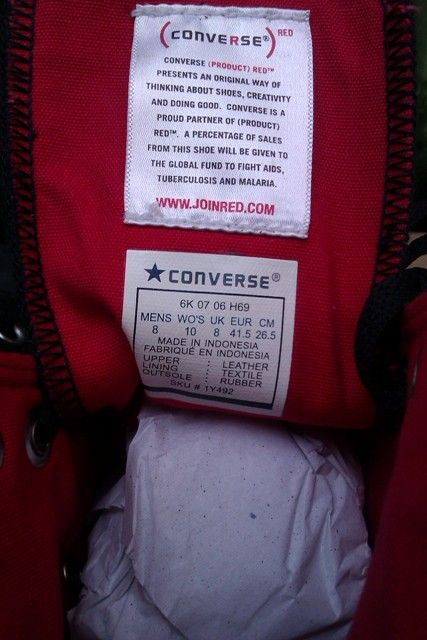 (CONVERSE®) RED
CONVERSE (PRODUCT) RED™
PRESENTS AN ORIGINAL WAY OF
THINKING ABOUT SHOES, CREATIVITY
AND DOING GOOD. CONVERSE IS A
PROUD PARTNER OF (PRODUCT)
RED™. A PERCENTAGE OF SALES
FROM THIS SHOE WILL BE GIVEN TO
THE GLOBAL FUND TO FIGHT AIDS,
TUBERCULOSIS AND MALARIA.
WWW.JOINRED.COM
★CONVERSE®
6K 07 06 H69
MENS WO'S UK EUR CM
8 10 8 41.5 26.5
MADE IN INDONESIA
FABRIQUÉ EN INDONESIA
UPPER : LEATHER
LINING : TEXTILE
OUTSOLE : RUBBER
SKU # 1Y492